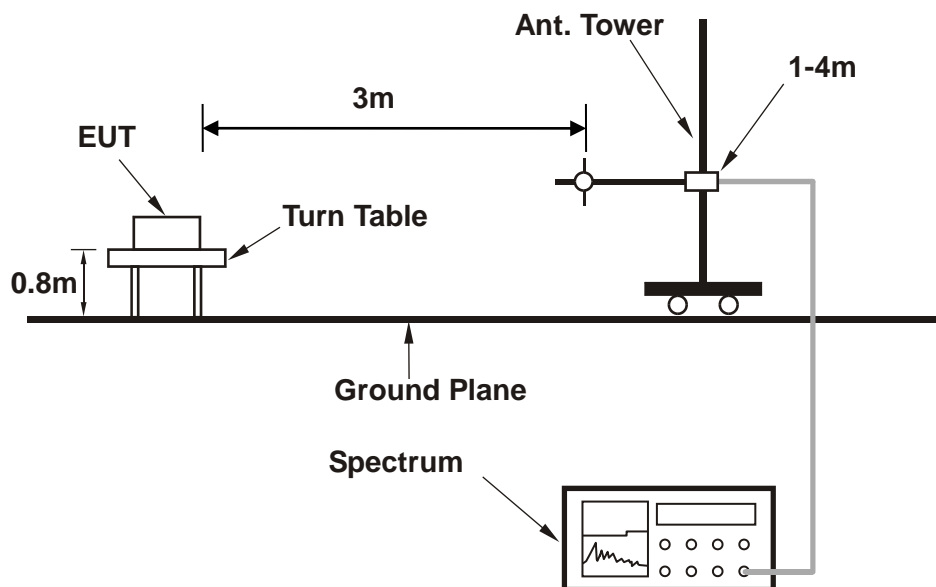 Ant. Tower
1-4m
3m
EUT
Turn Table
0.8m
Ground Plane
Spectrum